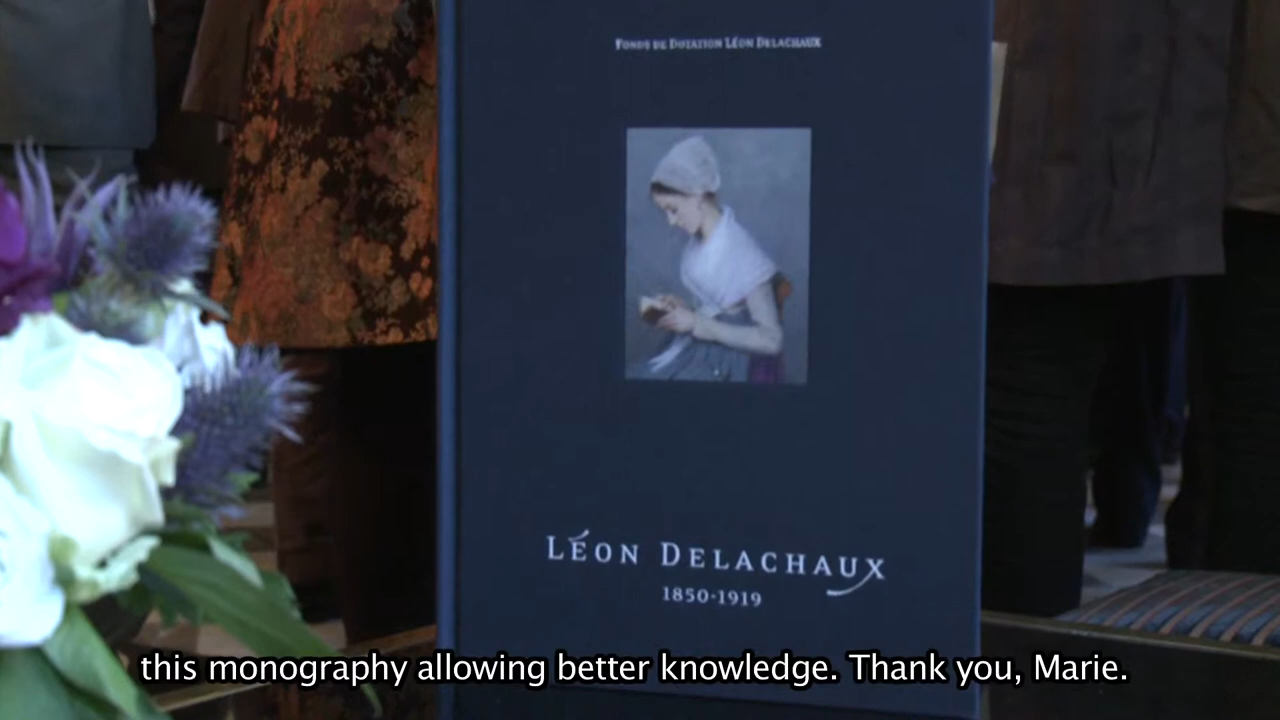 FONDS DE DOTATION LÉON DELACHAUX
LÉON DELACHAUX
1850-1919
this monography allowing better knowledge. Thank you, Marie.